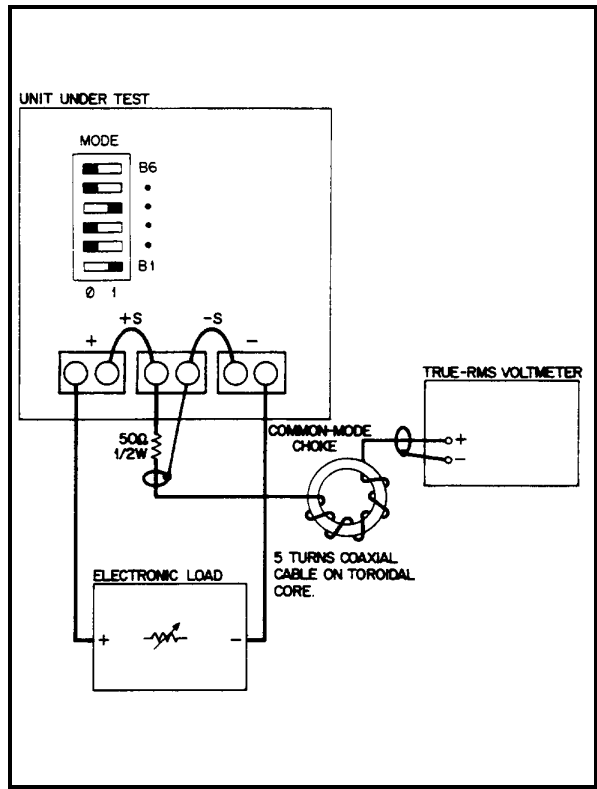 UNIT UNDER TEST
MODE
B6
B1
0 1
+S -S
+ -
TRUE-RMS VOLTMETER
50Ω
1/2W
COMMON-MODE
CHOKE
+
-
5 TURNS COAXIAL
CABLE ON TOROIDAL
CORE.
ELECTRONIC LOAD
+ -